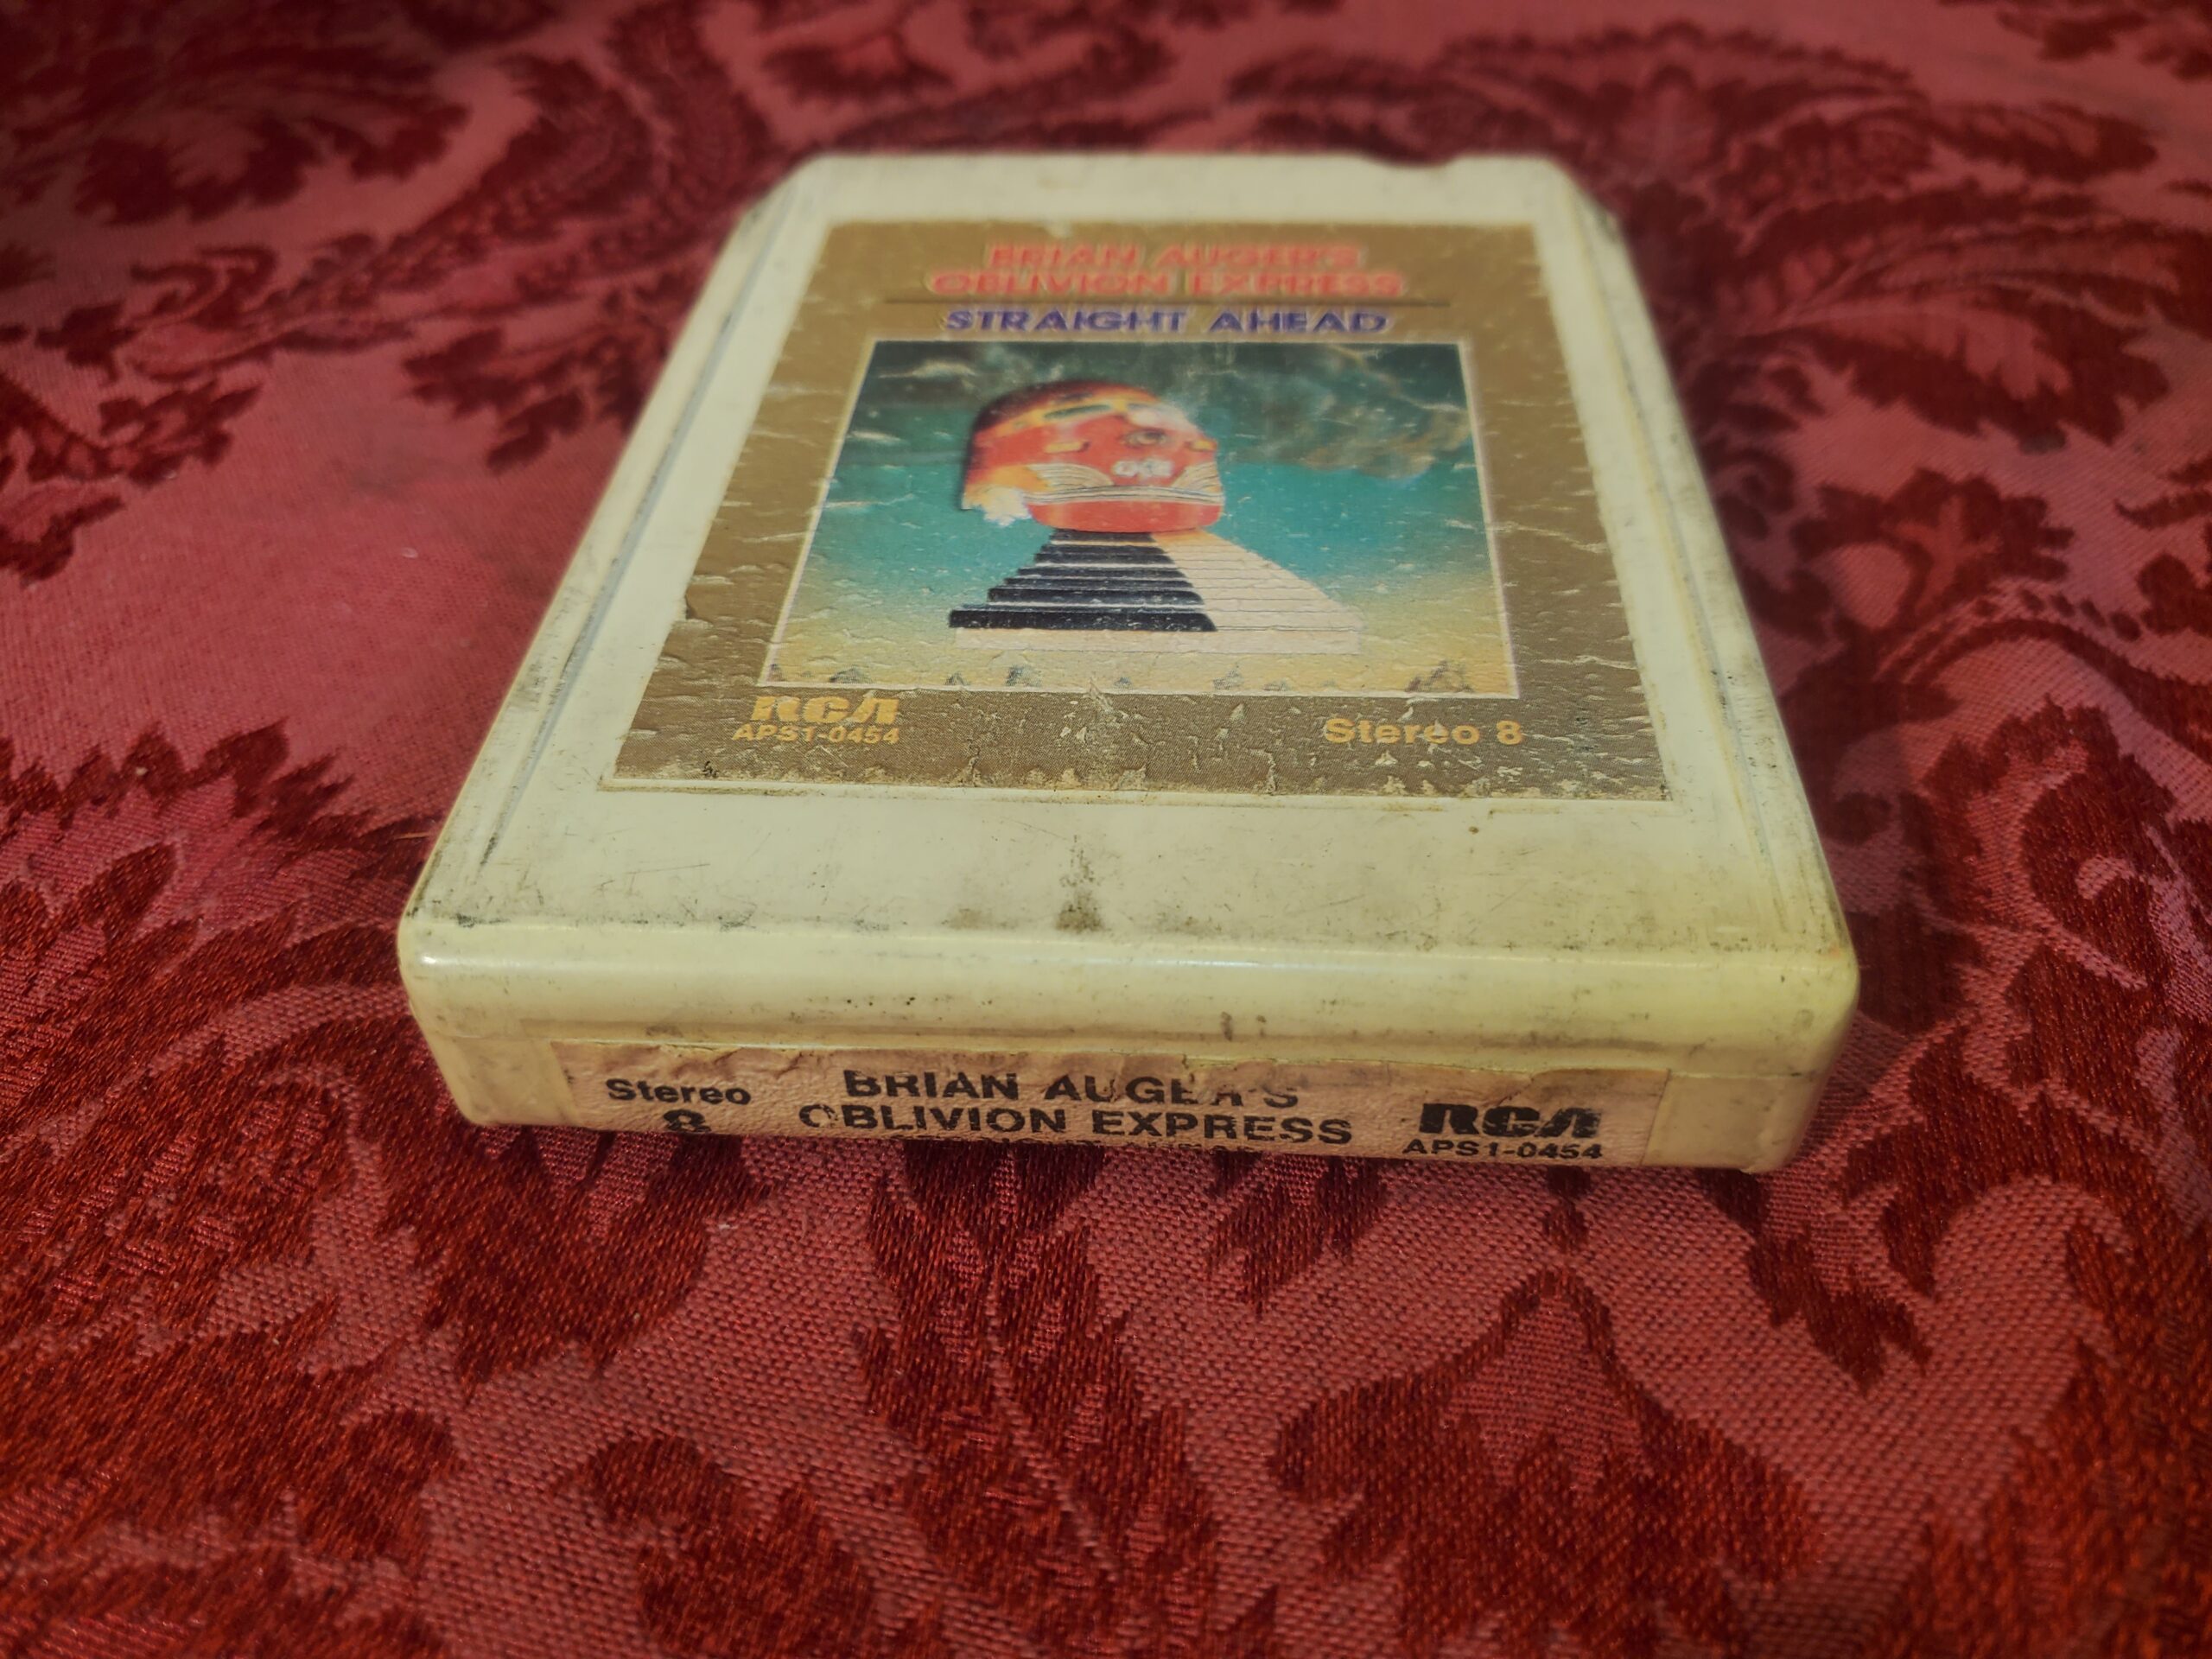 BRIAN AUGER'S
OBLIVION EXPRESS
STRAIGHT AHEAD
RCA
APS1-0454
Stereo 8
Stereo
8
BRIAN AUGER'S
OBLIVION EXPRESS
RCA
APS1-0454